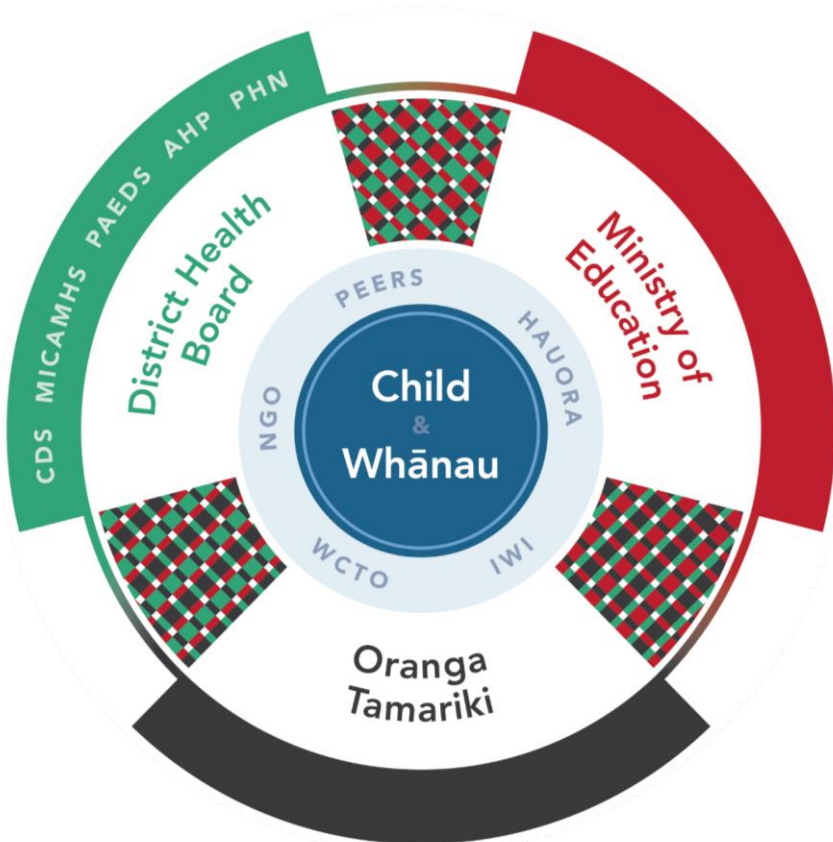 CDS MICAMHS PAEDS AHP PHN
District Health
Board
Ministry of
Education
PEERS
HAUORA
NGO
Child
&
Whānau
WCTO
IWI
Oranga
Tamariki